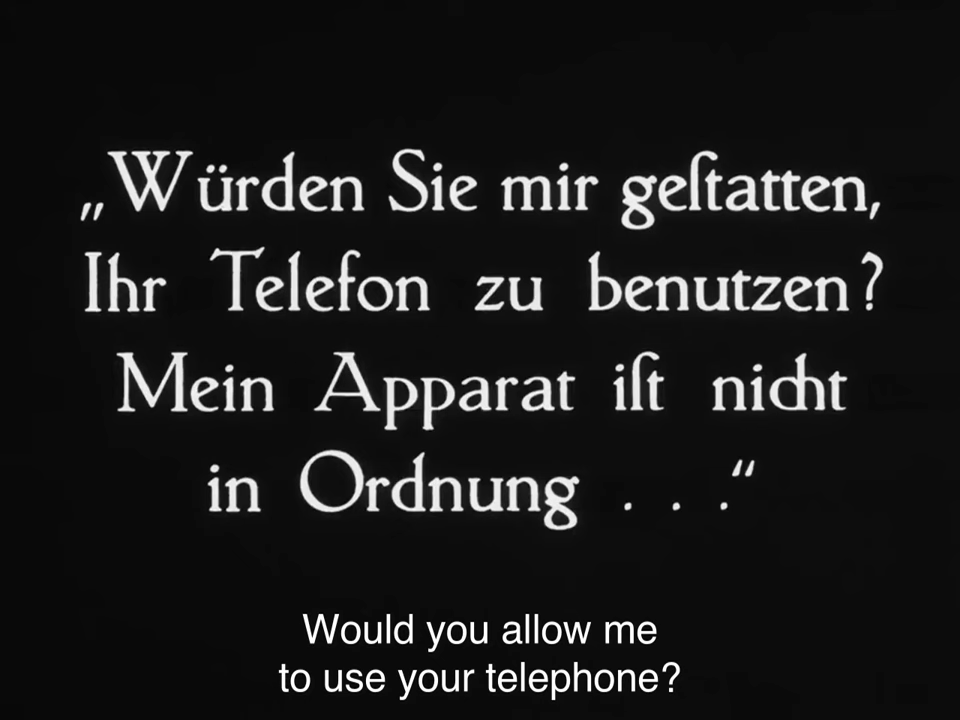 „Würden Sie mir geſtatten,
Ihr Telefon zu benutzen?
Mein Apparat iſt nicht
in Ordnung . . .“
Would you allow me
to use your telephone?